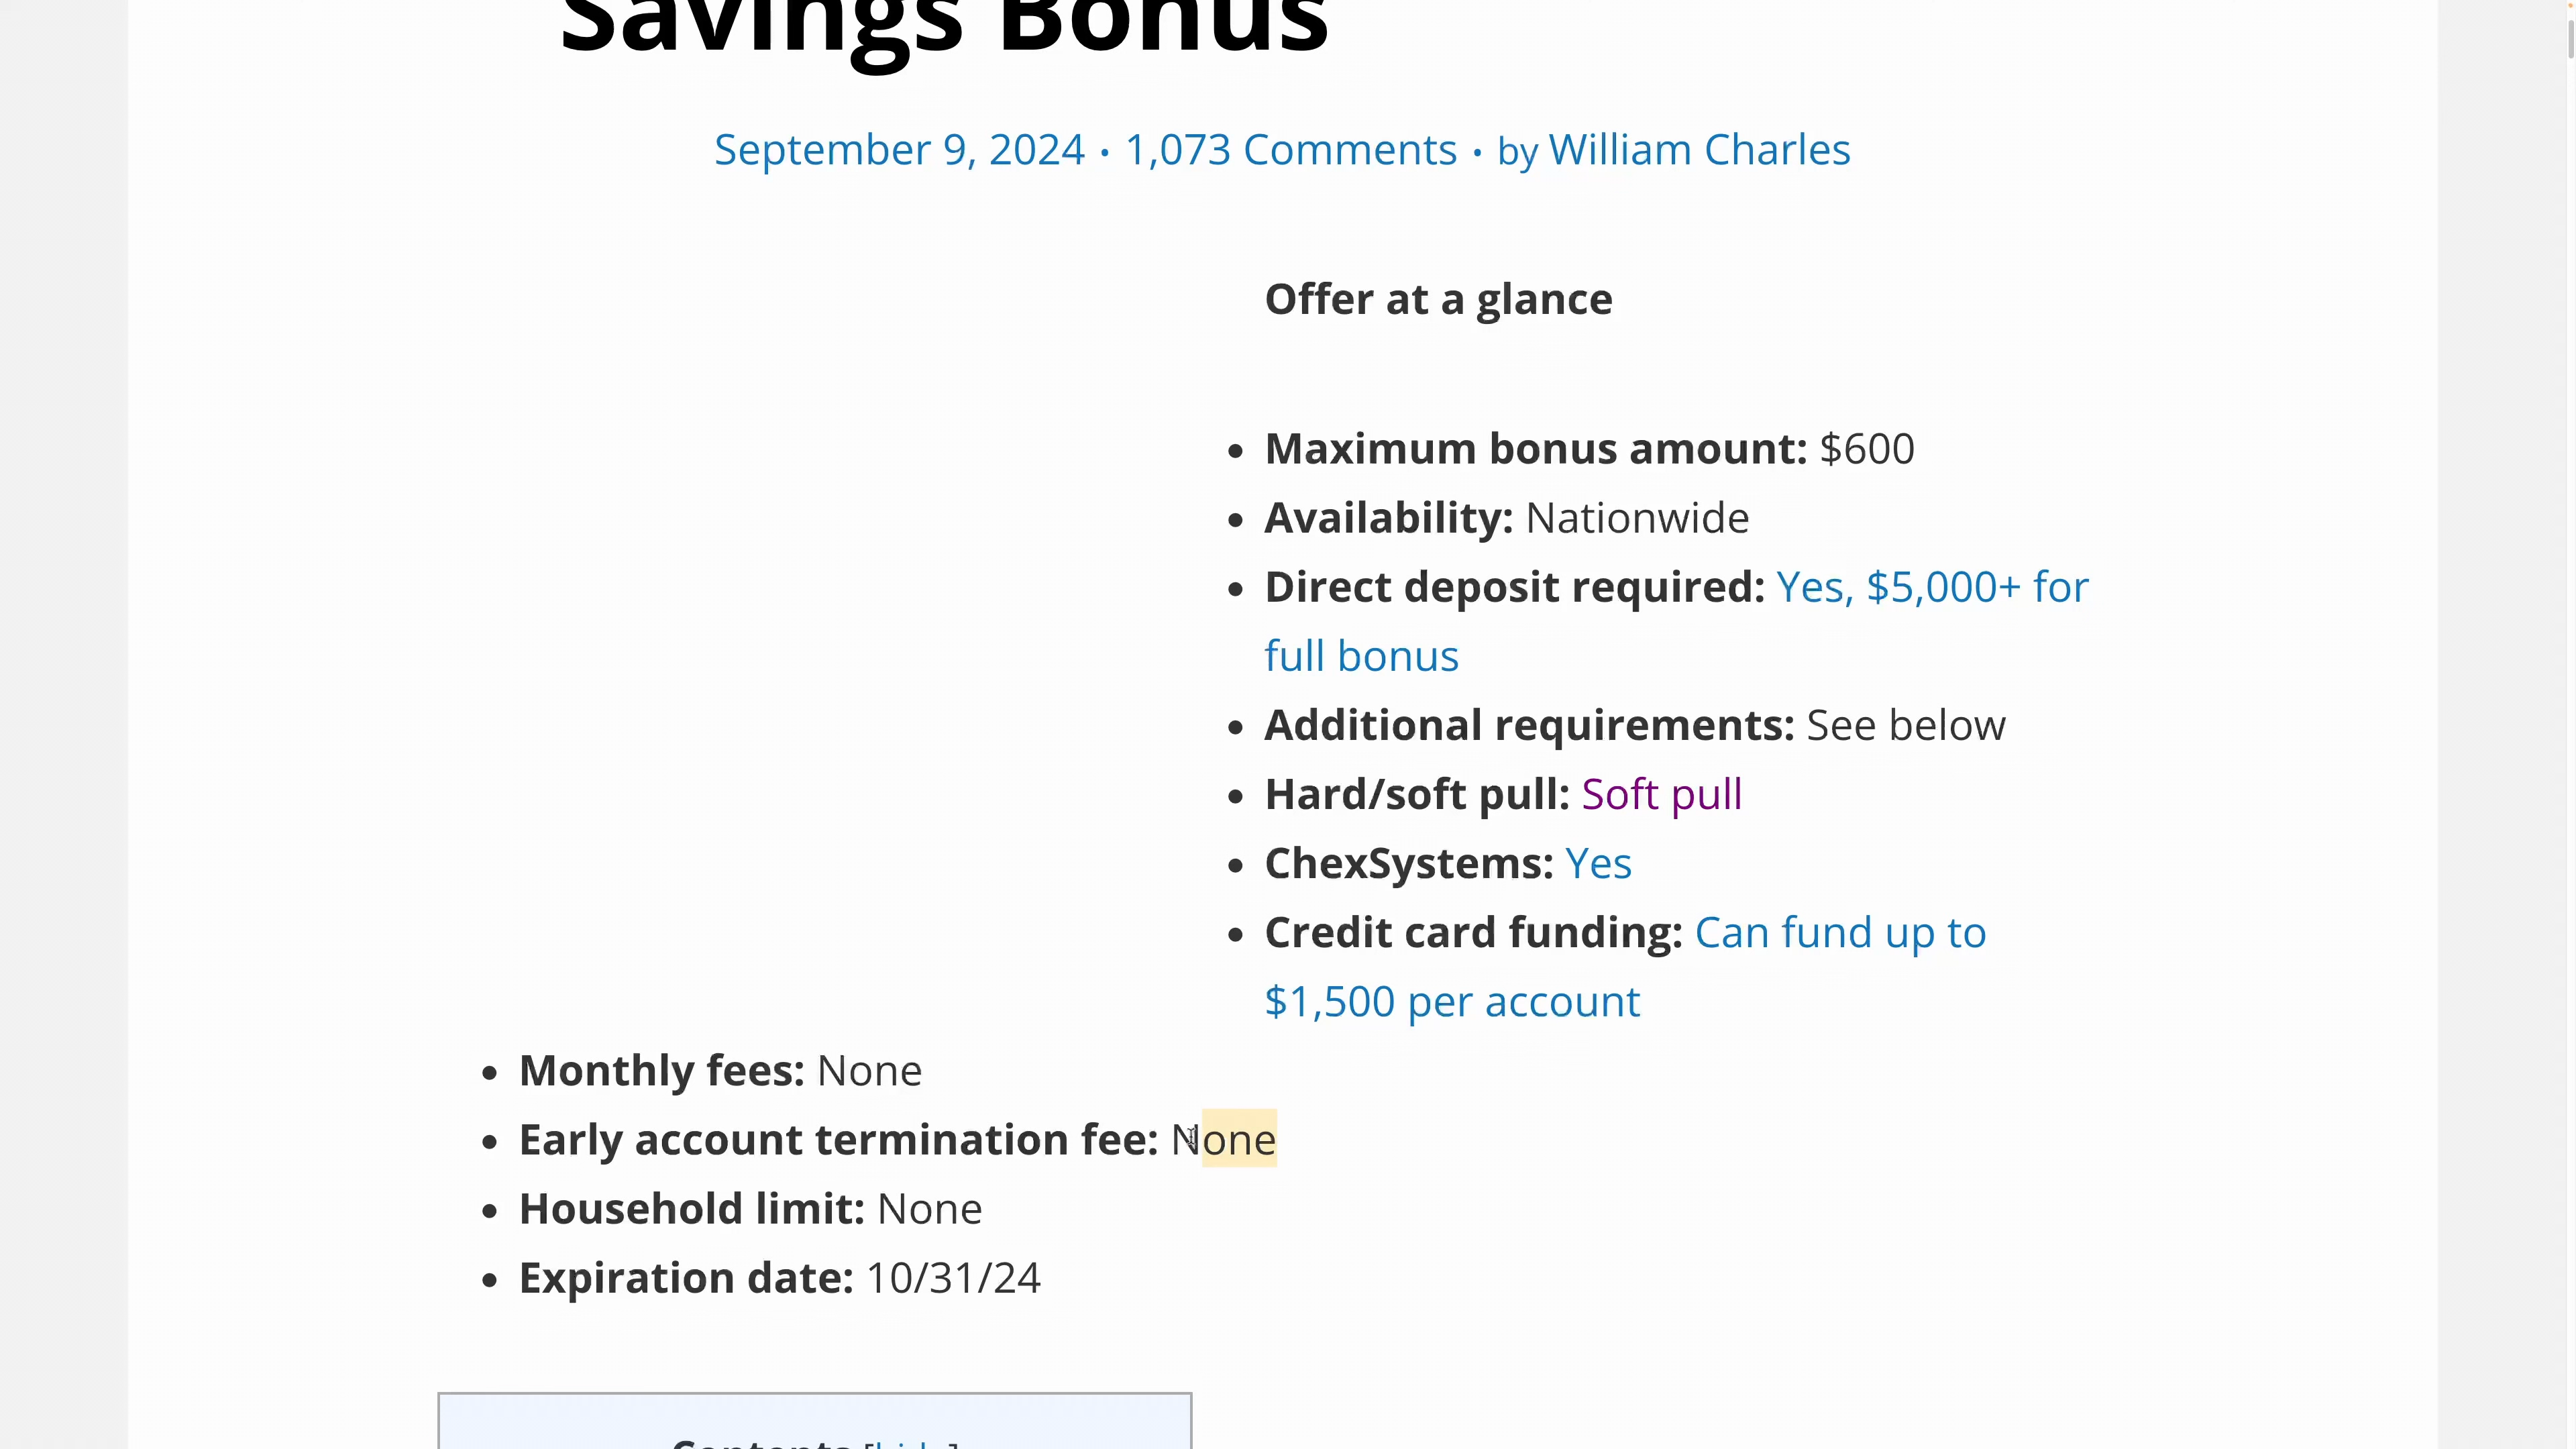 Savings Bonus
September 9, 2024 · 1,073 Comments · by William Charles
Offer at a glance
• Maximum bonus amount: $600
• Availability: Nationwide
• Direct deposit required: Yes, $5,000+ for
full bonus
• Additional requirements: See below
• Hard/soft pull: Soft pull
• ChexSystems: Yes
• Credit card funding: Can fund up to
$1,500 per account
• Monthly fees: None
• Early account termination fee: None
• Household limit: None
• Expiration date: 10/31/24
Contents [hide]